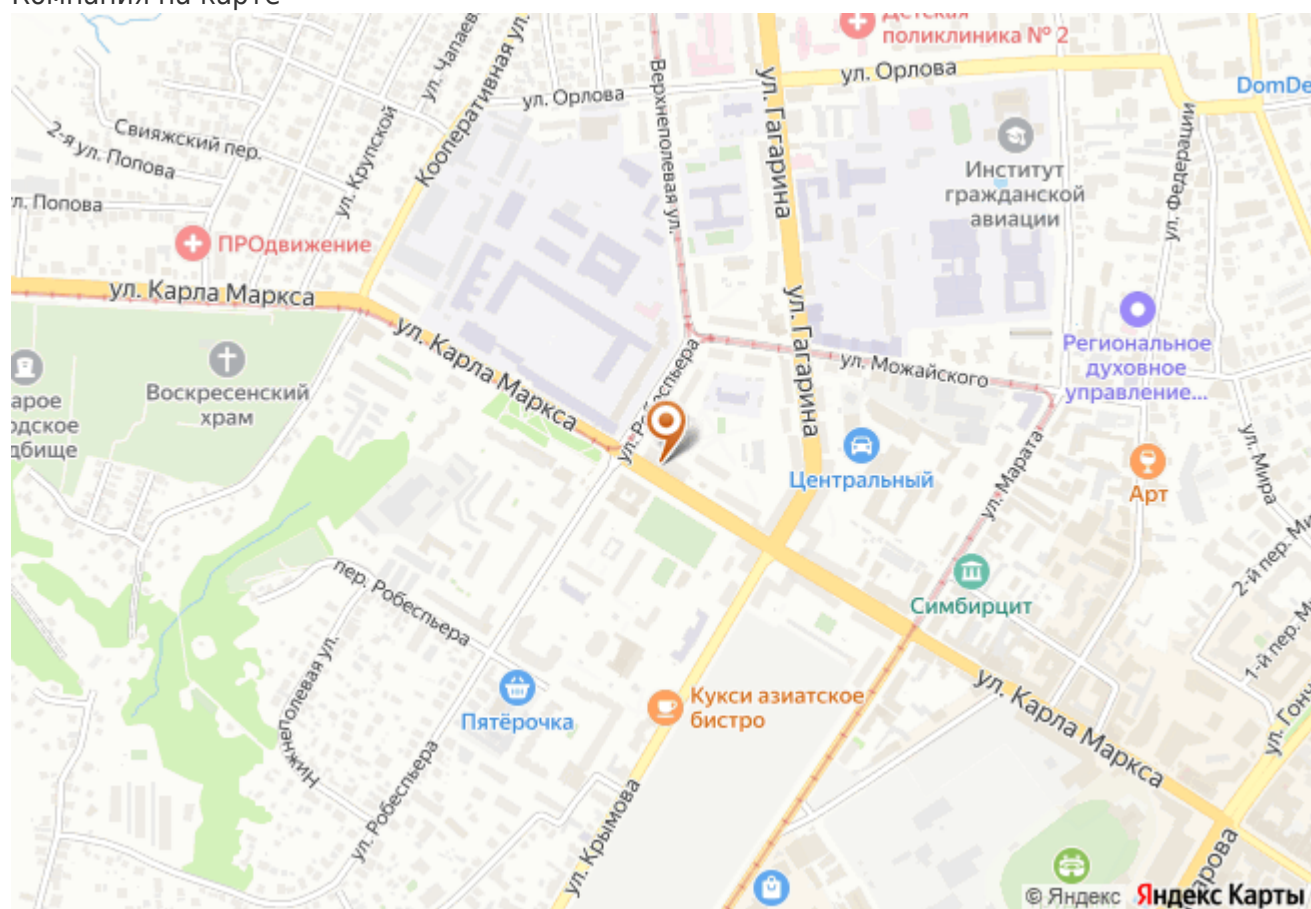 Компания на карте
Детская
поликлиника № 2
ул. Чапаев
Кооперативная ул.
Верхнеполевая ул.
ул. Гагарина
ул. Орлова
ул. Орлова
DomDe
Свияжский пер.
2-я ул. Попова
ул. Крупской
Институт
гражданской
авиации
ул. Федерации
л. Попова
ПРОдвижение
ул. Карла Маркса
ул. Гагарина
ул. Карла Маркса
ул. Робеспьера
ул. Можайского
Региональное
духовное
управление...
Воскресенский
храм
арое
одское
дбище
Центральный
ул. Марата
Арт
ул. Мира
2-й пер. Ми
Симбирцит
1-й пер. М
пер. Робеспьера
Нижнеполевая ул.
Пятёрочка
Кукси азиатское
бистро
ул. Карла Маркса
ул. Гон
ул. Робеспьера
ул. Крымова
арова
© Яндекс Яндекс Карты